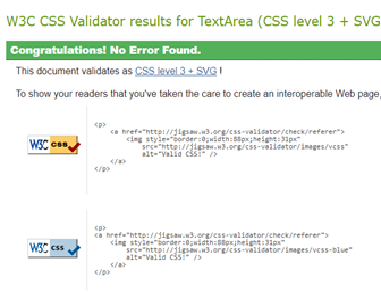 W3C CSS Validator results for TextArea (CSS level 3 + SVG
Congratulations! No Error Found.
This document validates as CSS level 3 + SVG !
To show your readers that you've taken the care to create an interoperable Web page,
<p>
<a href="http://jigsaw.w3.org/css-validator/check/referer">
<img style="border:0;width:88px;height:31px"
src="http://jigsaw.w3.org/css-validator/images/vcss"
alt="Valid CSS!" />
</a>
</p>
W3C css
<p>
<a href="http://jigsaw.w3.org/css-validator/check/referer">
<img style="border:0;width:88px;height:31px"
src="http://jigsaw.w3.org/css-validator/images/vcss-blue"
alt="Valid CSS!" />
</a>
</p>
W3C css